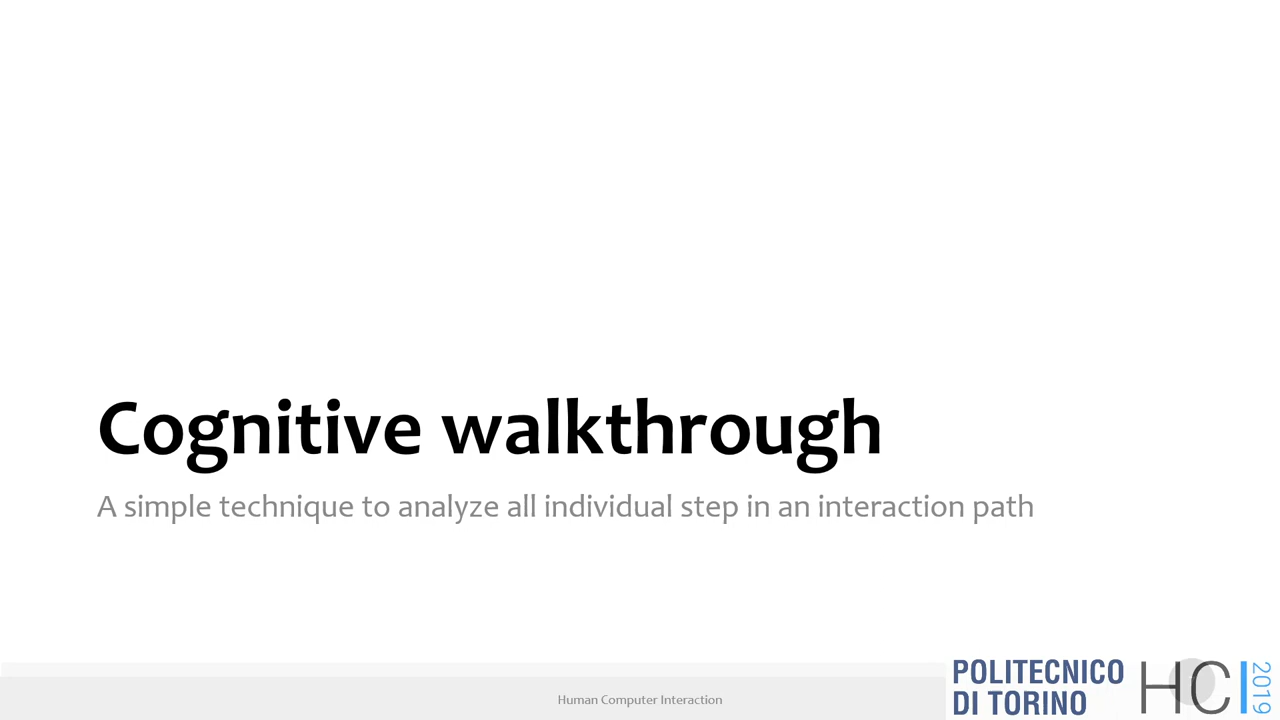 Cognitive walkthrough
A simple technique to analyze all individual step in an interaction path
Human Computer Interaction
POLITECNICO
DI TORINO
HCI
2019